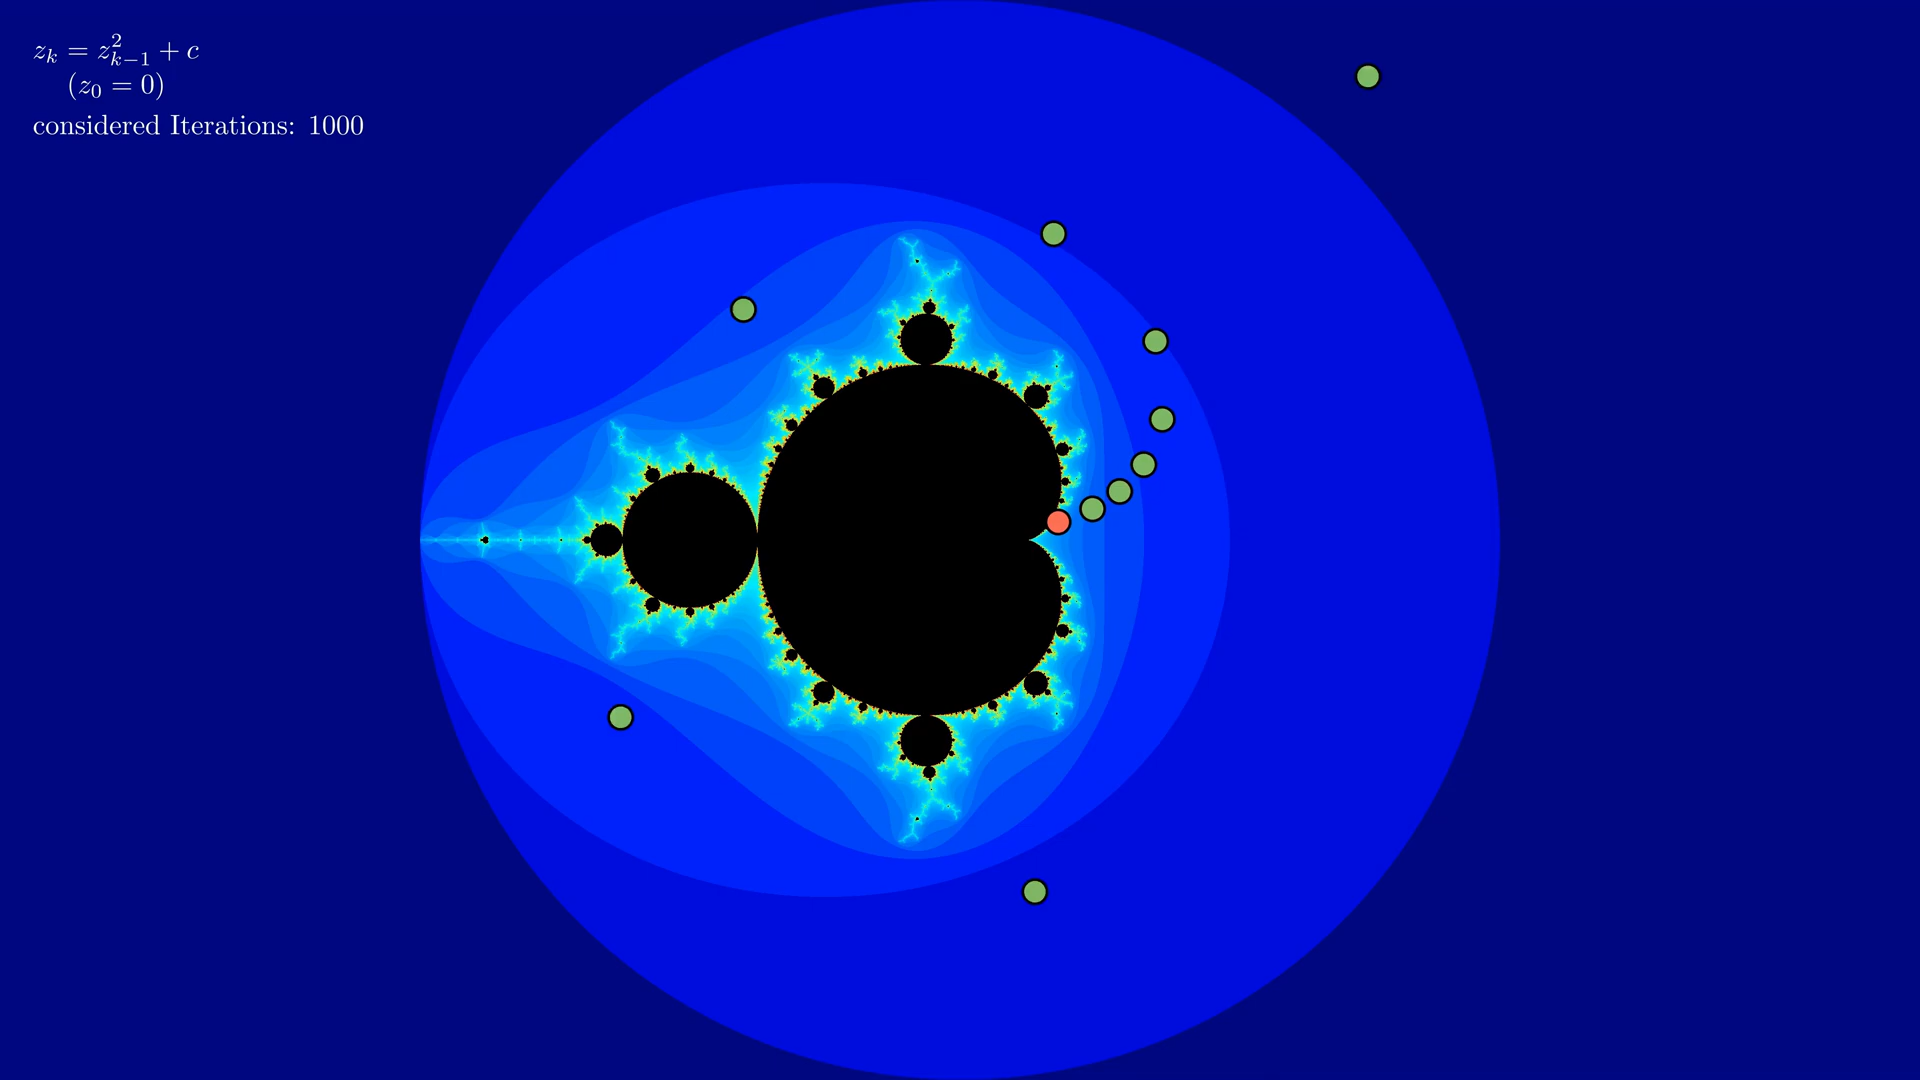 $z_k = z_{k-1}^2 + c$
$(z_0 = 0)$
considered Iterations: 1000